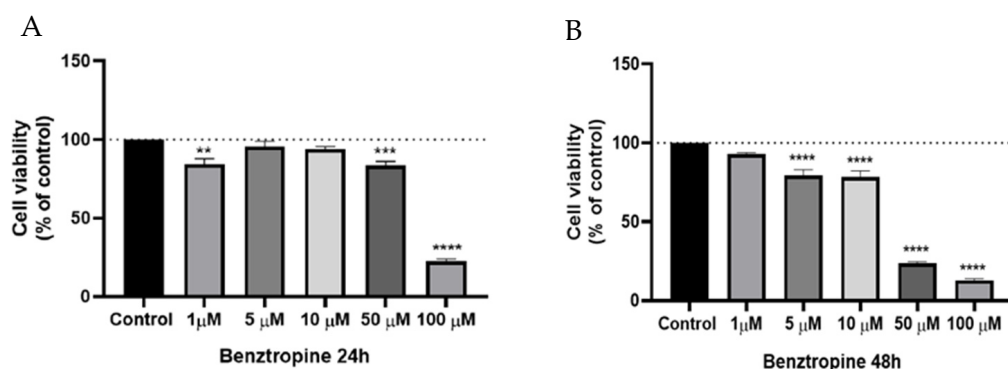 A
Cell viability
(% of control)
150
100
50
0
**
***
****
Control 1μM 5 μM 10 μM 50 μM 100 μM
Benztropine 24h
B
Cell viability
(% of control)
150
100
50
0
****
****
****
****
Control 1μM 5 μM 10 μM 50 μM 100 μM
Benztropine 48h